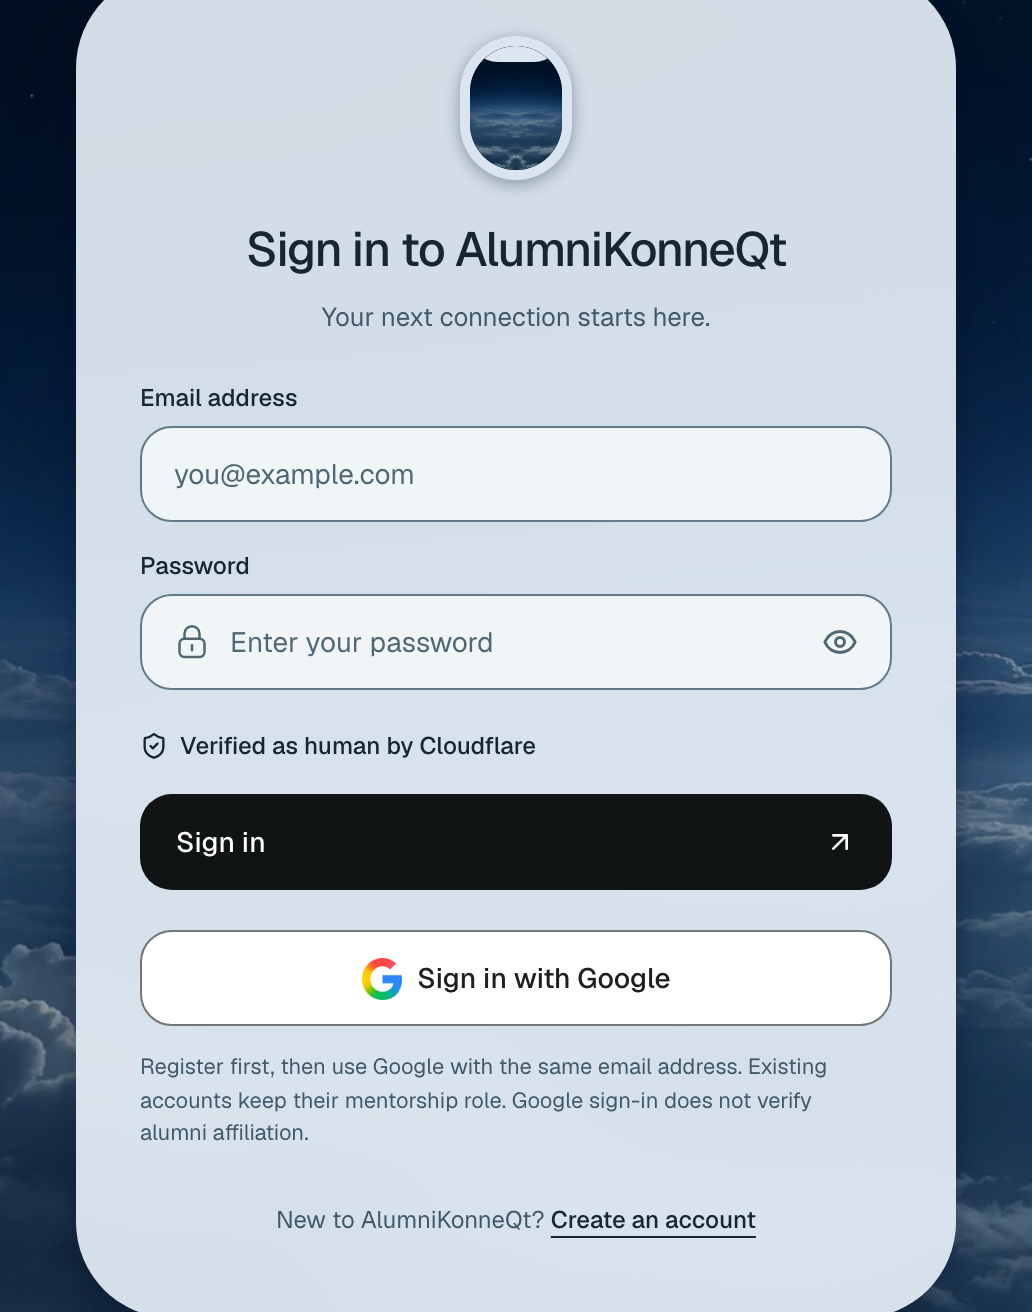 Sign in to AlumniKonneQt
Your next connection starts here.
Email address
you@example.com
Password
Enter your password
Verified as human by Cloudflare
Sign in
Sign in with Google
Register first, then use Google with the same email address. Existing
accounts keep their mentorship role. Google sign-in does not verify
alumni affiliation.
New to AlumniKonneQt? Create an account